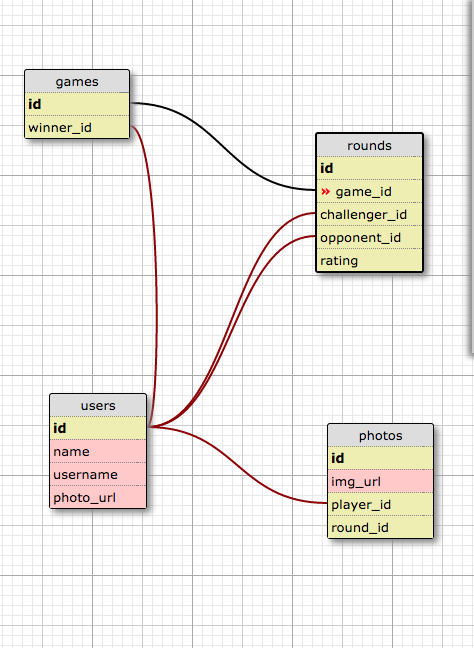 games
id
winner_id
rounds
id
» game_id
challenger_id
opponent_id
rating
users
id
name
username
photo_url
photos
id
img_url
player_id
round_id